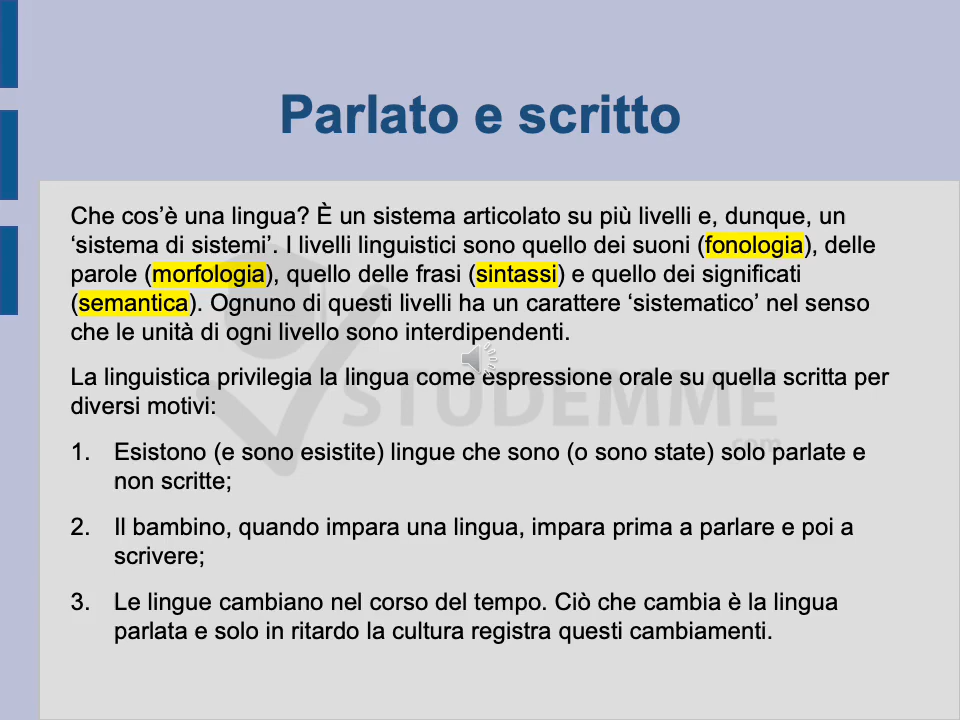 Parlato e scritto
Che cos’è una lingua? È un sistema articolato su più livelli e, dunque, un
‘sistema di sistemi’. I livelli linguistici sono quello dei suoni (fonologia), delle
parole (morfologia), quello delle frasi (sintassi) e quello dei significati
(semantica). Ognuno di questi livelli ha un carattere ‘sistematico’ nel senso
che le unità di ogni livello sono interdipendenti.
La linguistica privilegia la lingua come espressione orale su quella scritta per
diversi motivi:
STUDEMME
.com
1. Esistono (e sono esistite) lingue che sono (o sono state) solo parlate e
non scritte;
2. Il bambino, quando impara una lingua, impara prima a parlare e poi a
scrivere;
3. Le lingue cambiano nel corso del tempo. Ciò che cambia è la lingua
parlata e solo in ritardo la cultura registra questi cambiamenti.